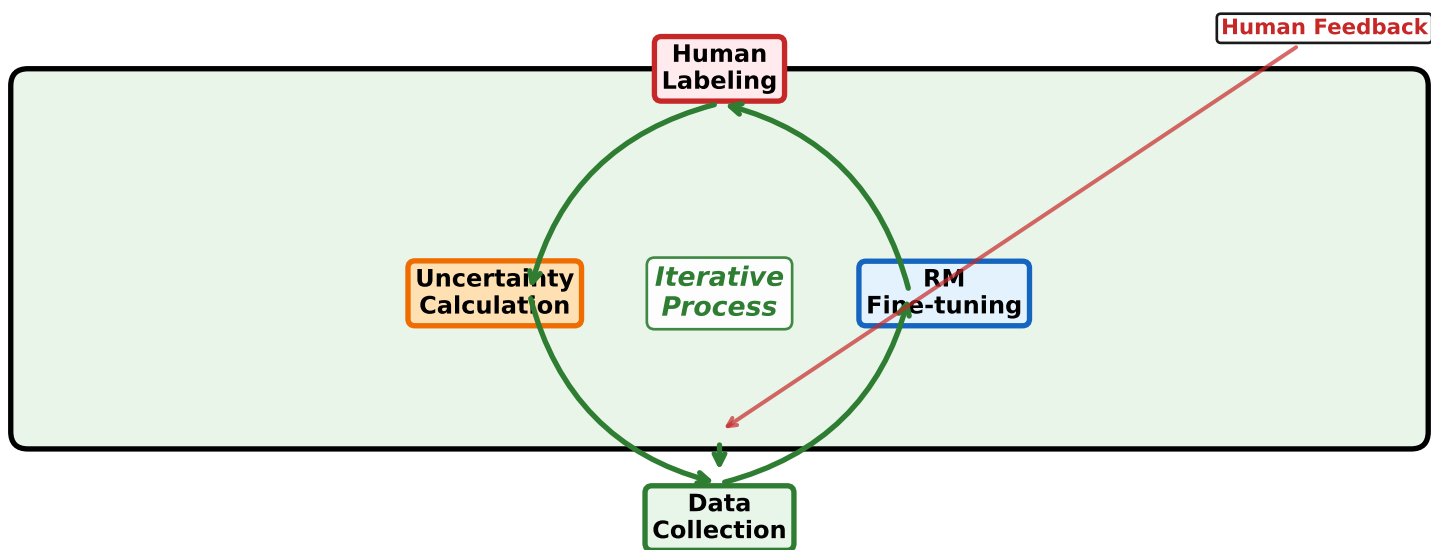 Human Feedback
Human
Labeling
Uncertainty
Calculation
Iterative
Process
RM
Fine-tuning
Data
Collection